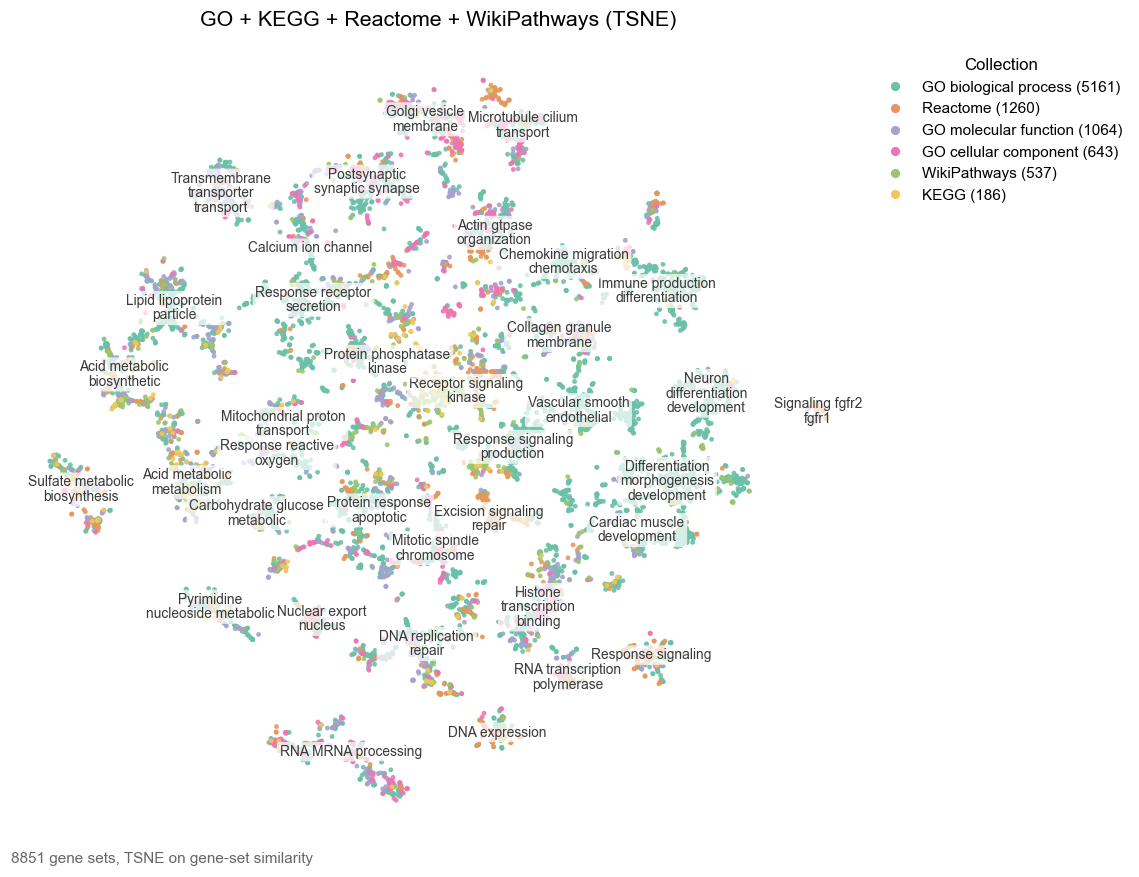 GO + KEGG + Reactome + WikiPathways (TSNE)
Collection
GO biological process (5161)
Reactome (1260)
GO molecular function (1064)
GO cellular component (643)
WikiPathways (537)
KEGG (186)
Golgi vesicle
membrane
Microtubule cilium
transport
Transmembrane
transporter
transport
Postsynaptic
synaptic synapse
Actin gtpase
organization
Calcium ion channel
Chemokine migration
chemotaxis
Immune production
differentiation
Lipid lipoprotein
particle
Response receptor
secretion
Collagen granule
membrane
Protein phosphatase
kinase
Acid metabolic
biosynthetic
Receptor signaling
kinase
Neuron
differentiation
development
Vascular smooth
endothelial
Signaling fgfr2
fgfr1
Mitochondrial proton
transport
Response reactive
oxygen
Response signaling
production
Sulfate metabolic
biosynthesis
Acid metabolic
metabolism
Differentiation
morphogenesis
development
Carbohydrate glucose
metabolic
Protein response
apoptotic
Excision signaling
repair
Cardiac muscle
development
Mitotic spindle
chromosome
Pyrimidine
nucleoside metabolic
Nuclear export
nucleus
Histone
transcription
binding
DNA replication
repair
RNA transcription
polymerase
Response signaling
DNA expression
RNA MRNA processing
8851 gene sets, TSNE on gene-set similarity